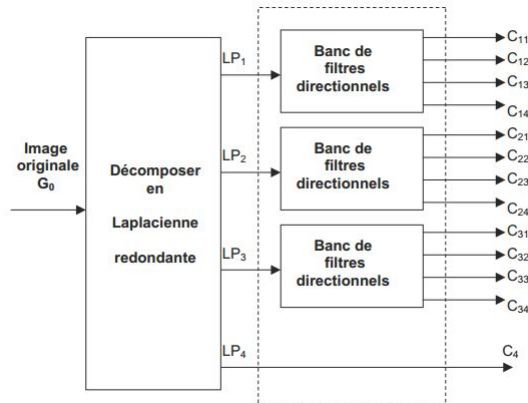 Image
originale
G₀
Décomposer
en
Laplacienne
redondante
LP₁
Banc de
filtres
directionnels
C₁₁
C₁₂
C₁₃
C₁₄
LP₂
Banc de
filtres
directionnels
C₂₁
C₂₂
C₂₃
C₂₄
LP₃
Banc de
filtres
directionnels
C₃₁
C₃₂
C₃₃
C₃₄
LP₄
C₄